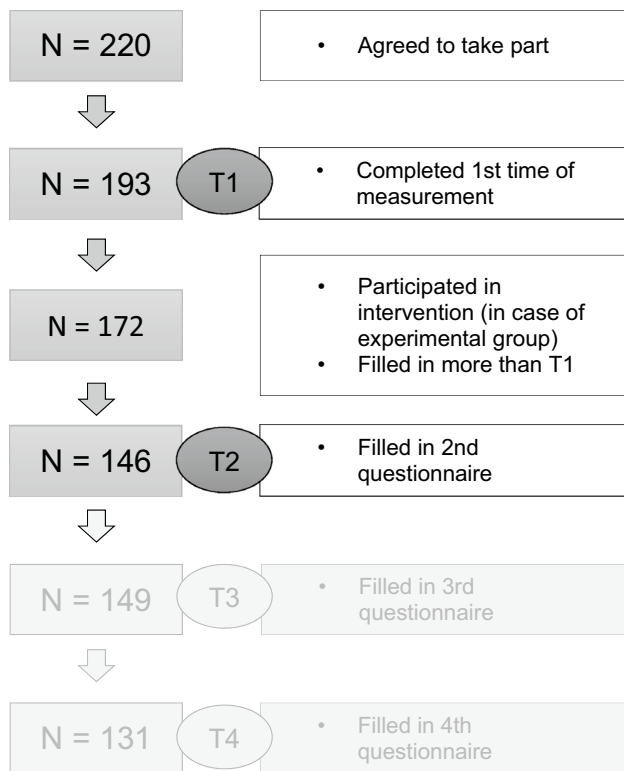 N = 220
• Agreed to take part
N = 193
T1
• Completed 1st time of
measurement
N = 172
• Participated in
intervention (in case of
experimental group)
• Filled in more than T1
N = 146
T2
• Filled in 2nd
questionnaire
N = 149
T3
• Filled in 3rd
questionnaire
N = 131
T4
• Filled in 4th
questionnaire